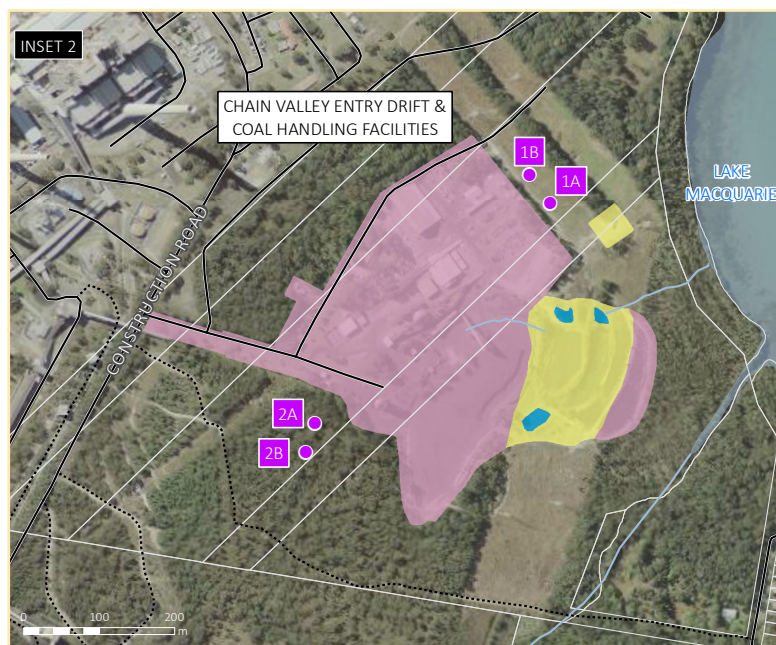 INSET 2
CHAIN VALLEY ENTRY DRIFT &
COAL HANDLING FACILITIES
1B
1A
LAKE
MACQUARIE
CONSTRUCTION ROAD
2A
2B
0 100 200
m